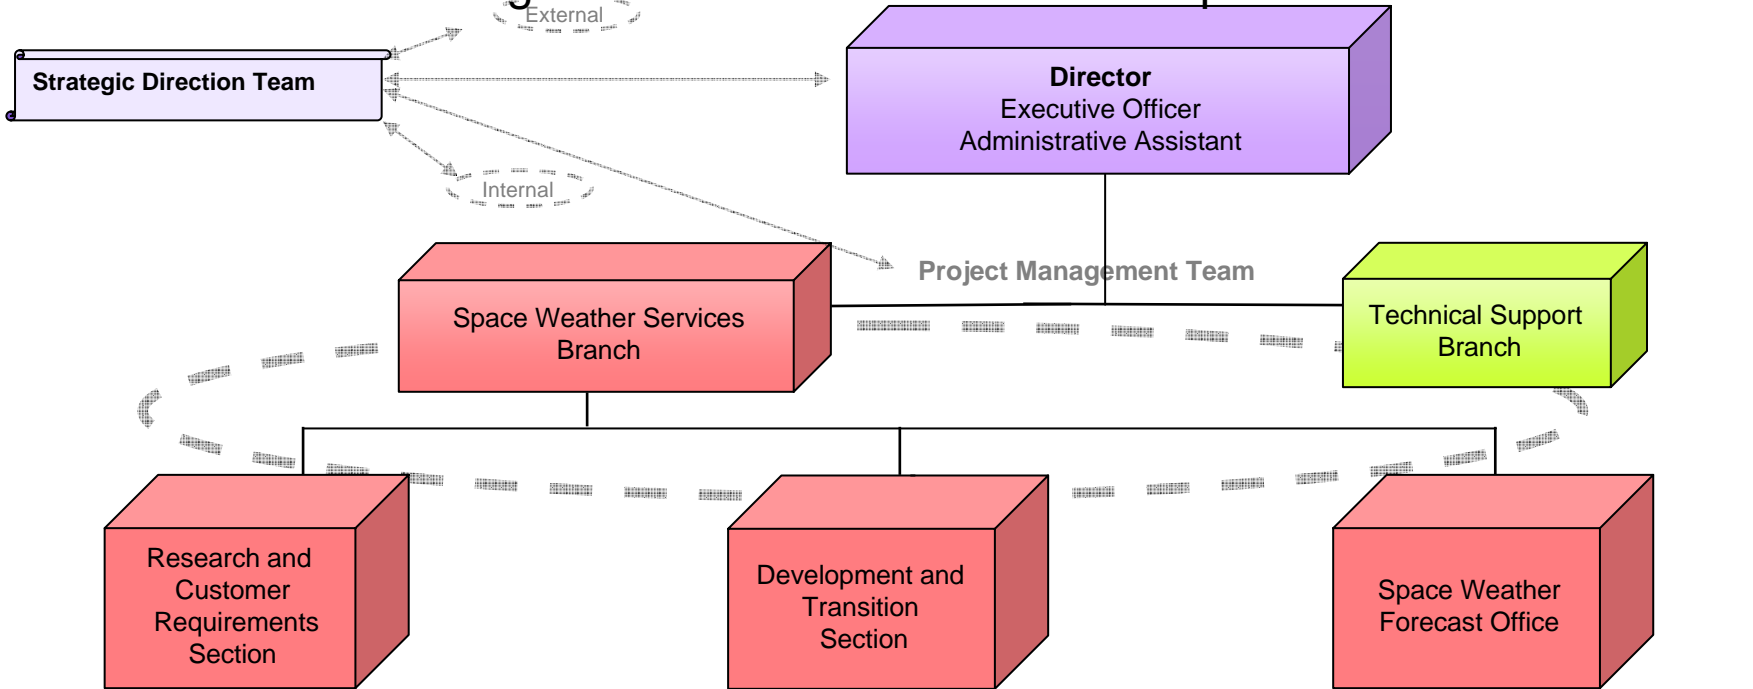 External
Strategic Direction Team
Director
Executive Officer
Administrative Assistant
Internal
Project Management Team
Space Weather Services
Branch
Technical Support
Branch
Research and
Customer
Requirements
Section
Development and
Transition
Section
Space Weather
Forecast Office